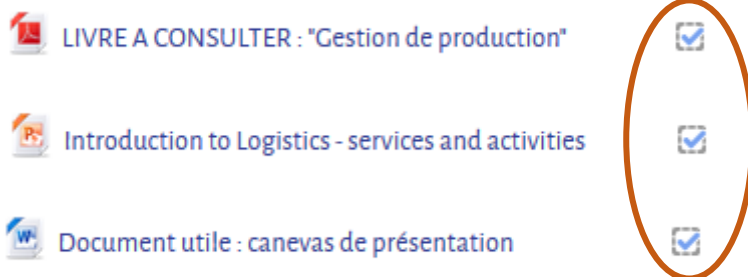 LIVRE A CONSULTER : "Gestion de production"
Introduction to Logistics - services and activities
Document utile : canevas de présentation